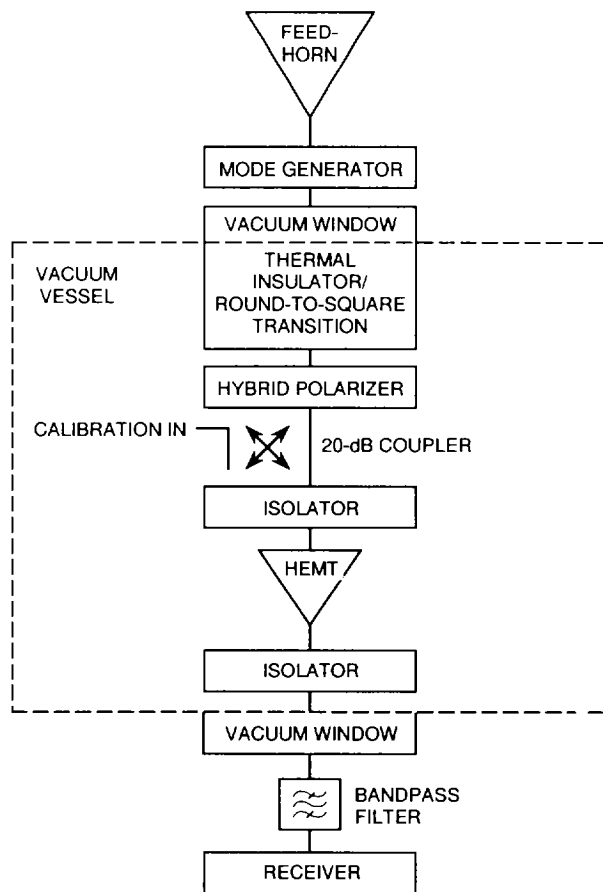 FEED-
HORN
MODE GENERATOR
VACUUM WINDOW
VACUUM
VESSEL
THERMAL
INSULATOR/
ROUND-TO-SQUARE
TRANSITION
HYBRID POLARIZER
CALIBRATION IN
20-dB COUPLER
ISOLATOR
HEMT
ISOLATOR
VACUUM WINDOW
BANDPASS
FILTER
RECEIVER